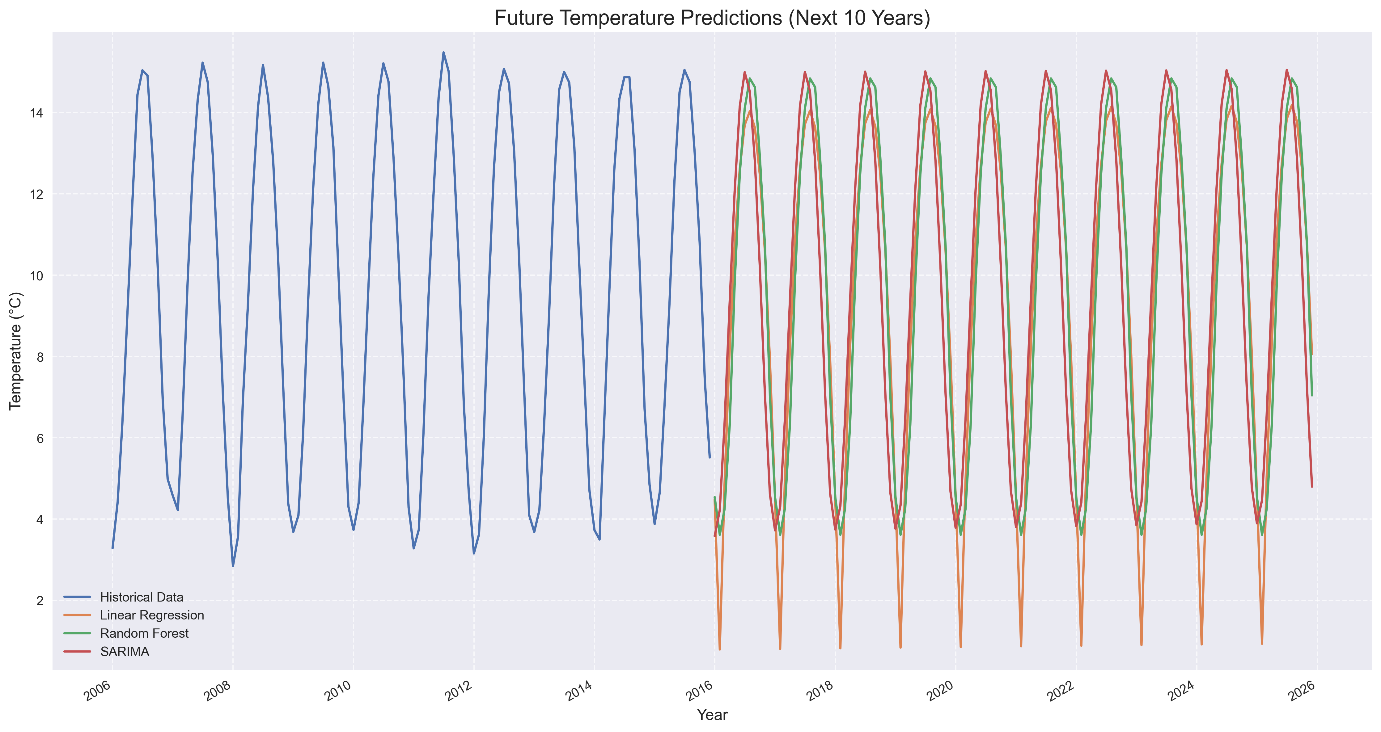 Future Temperature Predictions (Next 10 Years)
Temperature (°C)
14
12
10
8
6
4
2
Historical Data
Linear Regression
Random Forest
SARIMA
2006 2008 2010 2012 2014 2016 2018 2020 2022 2024 2026
Year